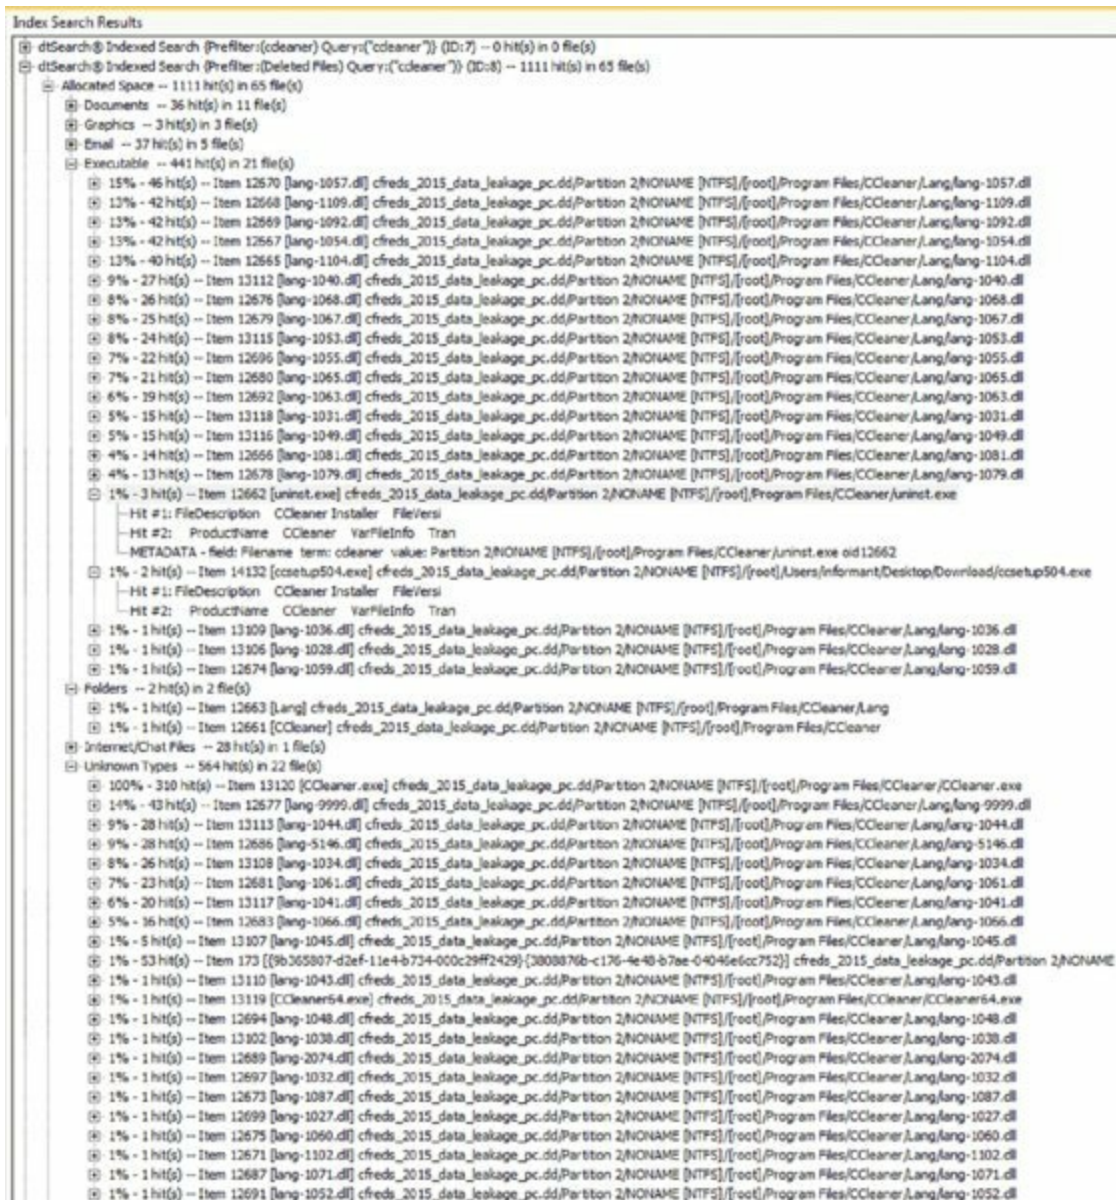 Index Search Results
dtSearch® Indexed Search {Prefilter:(ccleaner) Query:("ccleaner")} (ID:7) -- 0 hit(s) in 0 file(s)
dtSearch® Indexed Search {Prefilter:(Deleted Files) Query:("ccleaner")} (ID:8) -- 1111 hit(s) in 65 file(s)
Allocated Space -- 1111 hit(s) in 65 file(s)
Documents -- 36 hit(s) in 11 file(s)
Graphics -- 3 hit(s) in 3 file(s)
Email -- 37 hit(s) in 5 file(s)
Executable -- 441 hit(s) in 21 file(s)
15% - 46 hit(s) -- Item 12670 [lang-1057.dll] cfreds_2015_data_leakage_pc.dd/Partition 2/NONAME [NTFS]/[root]/Program Files/CCleaner/Lang/lang-1057.dll
13% - 42 hit(s) -- Item 12668 [lang-1109.dll] cfreds_2015_data_leakage_pc.dd/Partition 2/NONAME [NTFS]/[root]/Program Files/CCleaner/Lang/lang-1109.dll
13% - 42 hit(s) -- Item 12669 [lang-1092.dll] cfreds_2015_data_leakage_pc.dd/Partition 2/NONAME [NTFS]/[root]/Program Files/CCleaner/Lang/lang-1092.dll
13% - 42 hit(s) -- Item 12667 [lang-1054.dll] cfreds_2015_data_leakage_pc.dd/Partition 2/NONAME [NTFS]/[root]/Program Files/CCleaner/Lang/lang-1054.dll
13% - 40 hit(s) -- Item 12665 [lang-1104.dll] cfreds_2015_data_leakage_pc.dd/Partition 2/NONAME [NTFS]/[root]/Program Files/CCleaner/Lang/lang-1104.dll
9% - 27 hit(s) -- Item 13112 [lang-1040.dll] cfreds_2015_data_leakage_pc.dd/Partition 2/NONAME [NTFS]/[root]/Program Files/CCleaner/Lang/lang-1040.dll
8% - 26 hit(s) -- Item 12676 [lang-1068.dll] cfreds_2015_data_leakage_pc.dd/Partition 2/NONAME [NTFS]/[root]/Program Files/CCleaner/Lang/lang-1068.dll
8% - 25 hit(s) -- Item 12679 [lang-1067.dll] cfreds_2015_data_leakage_pc.dd/Partition 2/NONAME [NTFS]/[root]/Program Files/CCleaner/Lang/lang-1067.dll
8% - 24 hit(s) -- Item 13115 [lang-1053.dll] cfreds_2015_data_leakage_pc.dd/Partition 2/NONAME [NTFS]/[root]/Program Files/CCleaner/Lang/lang-1053.dll
7% - 22 hit(s) -- Item 12696 [lang-1055.dll] cfreds_2015_data_leakage_pc.dd/Partition 2/NONAME [NTFS]/[root]/Program Files/CCleaner/Lang/lang-1055.dll
7% - 21 hit(s) -- Item 12680 [lang-1065.dll] cfreds_2015_data_leakage_pc.dd/Partition 2/NONAME [NTFS]/[root]/Program Files/CCleaner/Lang/lang-1065.dll
6% - 19 hit(s) -- Item 12692 [lang-1063.dll] cfreds_2015_data_leakage_pc.dd/Partition 2/NONAME [NTFS]/[root]/Program Files/CCleaner/Lang/lang-1063.dll
5% - 15 hit(s) -- Item 13118 [lang-1031.dll] cfreds_2015_data_leakage_pc.dd/Partition 2/NONAME [NTFS]/[root]/Program Files/CCleaner/Lang/lang-1031.dll
5% - 15 hit(s) -- Item 13116 [lang-1049.dll] cfreds_2015_data_leakage_pc.dd/Partition 2/NONAME [NTFS]/[root]/Program Files/CCleaner/Lang/lang-1049.dll
4% - 14 hit(s) -- Item 12666 [lang-1081.dll] cfreds_2015_data_leakage_pc.dd/Partition 2/NONAME [NTFS]/[root]/Program Files/CCleaner/Lang/lang-1081.dll
4% - 13 hit(s) -- Item 12678 [lang-1079.dll] cfreds_2015_data_leakage_pc.dd/Partition 2/NONAME [NTFS]/[root]/Program Files/CCleaner/Lang/lang-1079.dll
1% - 3 hit(s) -- Item 12662 [uninst.exe] cfreds_2015_data_leakage_pc.dd/Partition 2/NONAME [NTFS]/[root]/Program Files/CCleaner/uninst.exe
Hit #1: FileDescription CCleaner Installer FileVersi
Hit #2: ProductName CCleaner VarFileInfo Tran
METADATA - field: Filename term: ccleaner value: Partition 2/NONAME [NTFS]/[root]/Program Files/CCleaner/uninst.exe oid12662
1% - 2 hit(s) -- Item 14132 [ccsetup504.exe] cfreds_2015_data_leakage_pc.dd/Partition 2/NONAME [NTFS]/[root]/Users/informant/Desktop/Download/ccsetup504.exe
Hit #1: FileDescription CCleaner Installer FileVersi
Hit #2: ProductName CCleaner VarFileInfo Tran
1% - 1 hit(s) -- Item 13109 [lang-1036.dll] cfreds_2015_data_leakage_pc.dd/Partition 2/NONAME [NTFS]/[root]/Program Files/CCleaner/Lang/lang-1036.dll
1% - 1 hit(s) -- Item 13106 [lang-1028.dll] cfreds_2015_data_leakage_pc.dd/Partition 2/NONAME [NTFS]/[root]/Program Files/CCleaner/Lang/lang-1028.dll
1% - 1 hit(s) -- Item 12674 [lang-1059.dll] cfreds_2015_data_leakage_pc.dd/Partition 2/NONAME [NTFS]/[root]/Program Files/CCleaner/Lang/lang-1059.dll
Folders -- 2 hit(s) in 2 file(s)
1% - 1 hit(s) -- Item 12663 [Lang] cfreds_2015_data_leakage_pc.dd/Partition 2/NONAME [NTFS]/[root]/Program Files/CCleaner/Lang
1% - 1 hit(s) -- Item 12661 [CCleaner] cfreds_2015_data_leakage_pc.dd/Partition 2/NONAME [NTFS]/[root]/Program Files/CCleaner
Internet/Chat Files -- 28 hit(s) in 1 file(s)
Unknown Types -- 564 hit(s) in 22 file(s)
100% - 310 hit(s) -- Item 13120 [CCleaner.exe] cfreds_2015_data_leakage_pc.dd/Partition 2/NONAME [NTFS]/[root]/Program Files/CCleaner/CCleaner.exe
14% - 43 hit(s) -- Item 12677 [lang-9999.dll] cfreds_2015_data_leakage_pc.dd/Partition 2/NONAME [NTFS]/[root]/Program Files/CCleaner/Lang/lang-9999.dll
9% - 28 hit(s) -- Item 13113 [lang-1044.dll] cfreds_2015_data_leakage_pc.dd/Partition 2/NONAME [NTFS]/[root]/Program Files/CCleaner/Lang/lang-1044.dll
9% - 28 hit(s) -- Item 12686 [lang-5146.dll] cfreds_2015_data_leakage_pc.dd/Partition 2/NONAME [NTFS]/[root]/Program Files/CCleaner/Lang/lang-5146.dll
8% - 26 hit(s) -- Item 13108 [lang-1034.dll] cfreds_2015_data_leakage_pc.dd/Partition 2/NONAME [NTFS]/[root]/Program Files/CCleaner/Lang/lang-1034.dll
7% - 23 hit(s) -- Item 12681 [lang-1061.dll] cfreds_2015_data_leakage_pc.dd/Partition 2/NONAME [NTFS]/[root]/Program Files/CCleaner/Lang/lang-1061.dll
6% - 20 hit(s) -- Item 13117 [lang-1041.dll] cfreds_2015_data_leakage_pc.dd/Partition 2/NONAME [NTFS]/[root]/Program Files/CCleaner/Lang/lang-1041.dll
5% - 16 hit(s) -- Item 12683 [lang-1066.dll] cfreds_2015_data_leakage_pc.dd/Partition 2/NONAME [NTFS]/[root]/Program Files/CCleaner/Lang/lang-1066.dll
1% - 5 hit(s) -- Item 13107 [lang-1045.dll] cfreds_2015_data_leakage_pc.dd/Partition 2/NONAME [NTFS]/[root]/Program Files/CCleaner/Lang/lang-1045.dll
1% - 53 hit(s) -- Item 173 [{9b365807-d2ef-11e4-b734-000c29ff2429}{3808876b-c176-4e48-b7ae-04046e6cc752}] cfreds_2015_data_leakage_pc.dd/Partition 2/NONAME
1% - 1 hit(s) -- Item 13110 [lang-1043.dll] cfreds_2015_data_leakage_pc.dd/Partition 2/NONAME [NTFS]/[root]/Program Files/CCleaner/Lang/lang-1043.dll
1% - 1 hit(s) -- Item 13119 [CCleaner64.exe] cfreds_2015_data_leakage_pc.dd/Partition 2/NONAME [NTFS]/[root]/Program Files/CCleaner/CCleaner64.exe
1% - 1 hit(s) -- Item 12694 [lang-1048.dll] cfreds_2015_data_leakage_pc.dd/Partition 2/NONAME [NTFS]/[root]/Program Files/CCleaner/Lang/lang-1048.dll
1% - 1 hit(s) -- Item 13102 [lang-1038.dll] cfreds_2015_data_leakage_pc.dd/Partition 2/NONAME [NTFS]/[root]/Program Files/CCleaner/Lang/lang-1038.dll
1% - 1 hit(s) -- Item 12689 [lang-2074.dll] cfreds_2015_data_leakage_pc.dd/Partition 2/NONAME [NTFS]/[root]/Program Files/CCleaner/Lang/lang-2074.dll
1% - 1 hit(s) -- Item 12697 [lang-1032.dll] cfreds_2015_data_leakage_pc.dd/Partition 2/NONAME [NTFS]/[root]/Program Files/CCleaner/Lang/lang-1032.dll
1% - 1 hit(s) -- Item 12673 [lang-1087.dll] cfreds_2015_data_leakage_pc.dd/Partition 2/NONAME [NTFS]/[root]/Program Files/CCleaner/Lang/lang-1087.dll
1% - 1 hit(s) -- Item 12699 [lang-1027.dll] cfreds_2015_data_leakage_pc.dd/Partition 2/NONAME [NTFS]/[root]/Program Files/CCleaner/Lang/lang-1027.dll
1% - 1 hit(s) -- Item 12675 [lang-1060.dll] cfreds_2015_data_leakage_pc.dd/Partition 2/NONAME [NTFS]/[root]/Program Files/CCleaner/Lang/lang-1060.dll
1% - 1 hit(s) -- Item 12671 [lang-1102.dll] cfreds_2015_data_leakage_pc.dd/Partition 2/NONAME [NTFS]/[root]/Program Files/CCleaner/Lang/lang-1102.dll
1% - 1 hit(s) -- Item 12687 [lang-1071.dll] cfreds_2015_data_leakage_pc.dd/Partition 2/NONAME [NTFS]/[root]/Program Files/CCleaner/Lang/lang-1071.dll
1% - 1 hit(s) -- Item 12691 [lang-1052.dll] cfreds_2015_data_leakage_pc.dd/Partition 2/NONAME [NTFS]/[root]/Program Files/CCleaner/Lang/lang-1052.dll